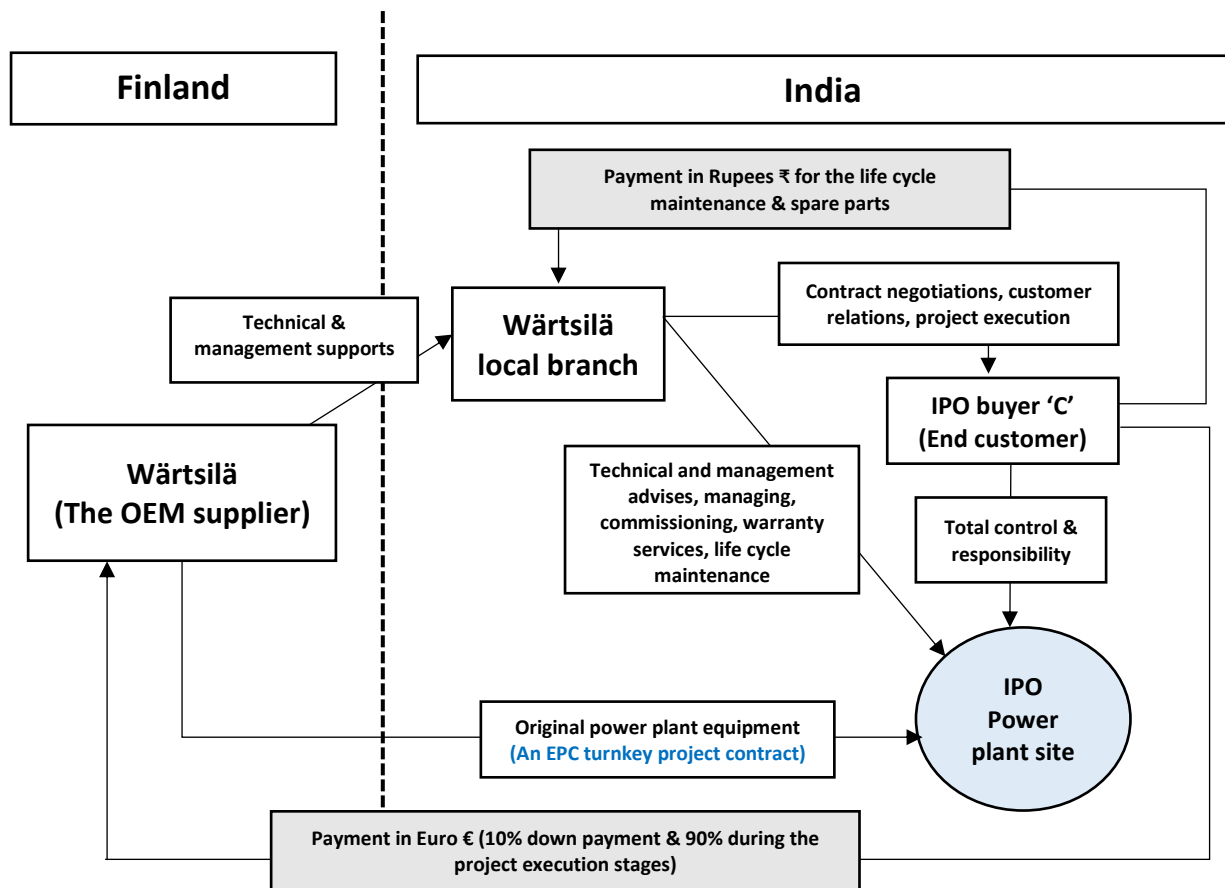 Finland
India
Payment in Rupees ₹ for the life cycle
maintenance & spare parts
Contract negotiations, customer
relations, project execution
Technical &
management supports
Wärtsilä
local branch
IPO buyer ‘C’
(End customer)
Wärtsilä
(The OEM supplier)
Technical and management
advises, managing,
commissioning, warranty
services, life cycle
maintenance
Total control &
responsibility
IPO
Power
plant site
Original power plant equipment
(An EPC turnkey project contract)
Payment in Euro € (10% down payment & 90% during the
project execution stages)